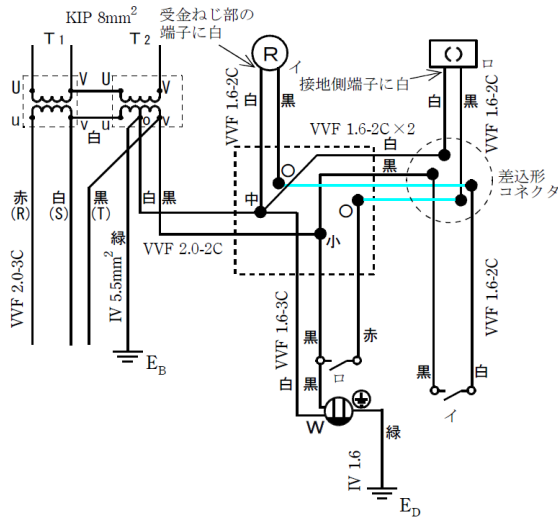 KIP 8mm²
T1
T2
受金ねじ部の
端子に白
R
イ
ロ
接地側端子に白
U
V
U
V
u
v
白
u
o
v
白
黒
VVF 1.6-2C
白
黒
VVF 1.6-2C
VVF 1.6-2C×2
白
黒
差込形
コネクタ
赤
(R)
白
(S)
黒
(T)
白
黒
緑
中
小
VVF 2.0-2C
VVF 2.0-3C
IV 5.5mm²
E_B
VVF 1.6-3C
白
黒
赤
ロ
黒
W
緑
IV 1.6
E_D
黒
白
イ
VVF 1.6-2C